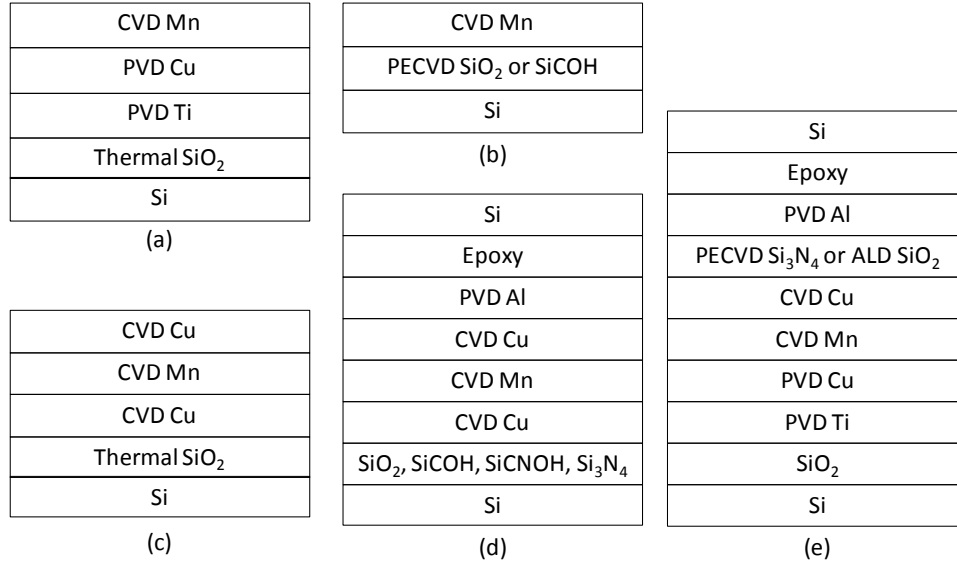 CVD Mn
PVD Cu
PVD Ti
Thermal SiO₂
Si
(a)
CVD Mn
PECVD SiO₂ or SiCOH
Si
(b)
CVD Cu
CVD Mn
CVD Cu
Thermal SiO₂
Si
(c)
Si
Epoxy
PVD Al
CVD Cu
CVD Mn
CVD Cu
SiO₂, SiCOH, SiCNOH, Si₃N₄
Si
(d)
Si
Epoxy
PVD Al
PECVD Si₃N₄ or ALD SiO₂
CVD Cu
CVD Mn
PVD Cu
PVD Ti
SiO₂
Si
(e)